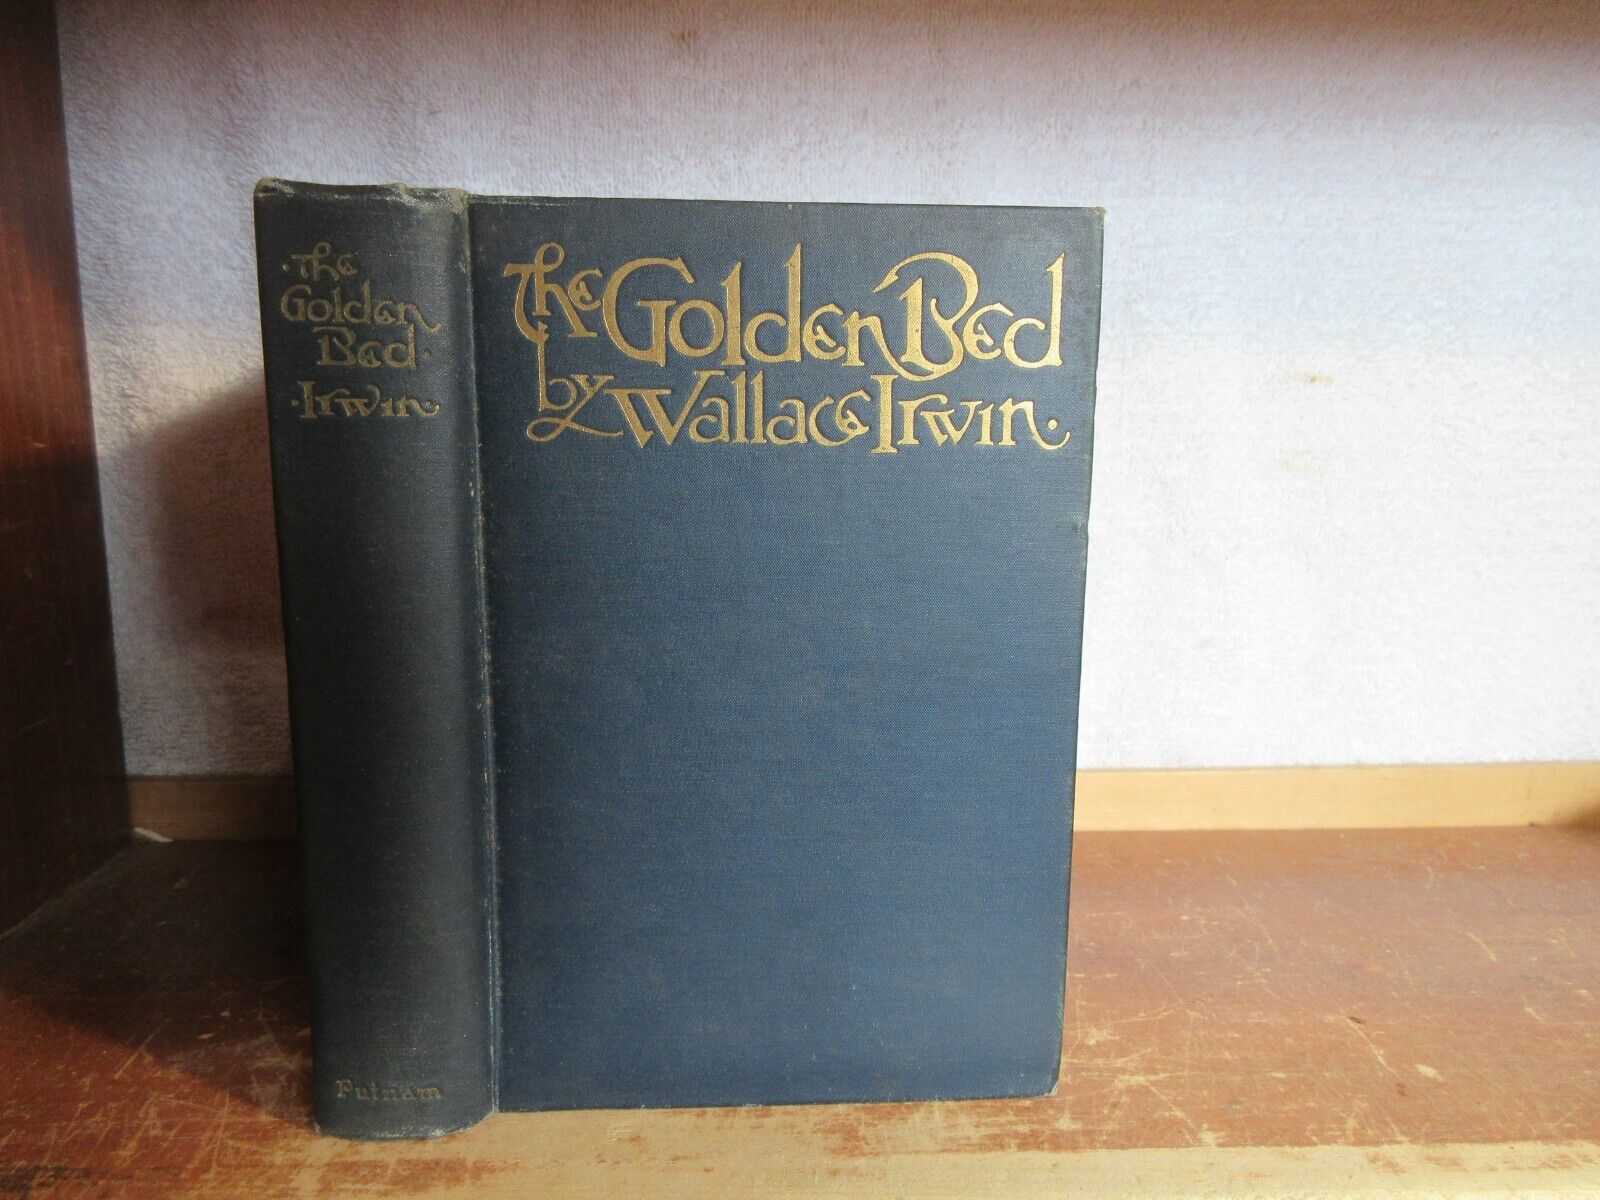 ·The
Golden
Bed·
·Irwin·
Putnam
The Golden Bed
by Wallace Irwin·